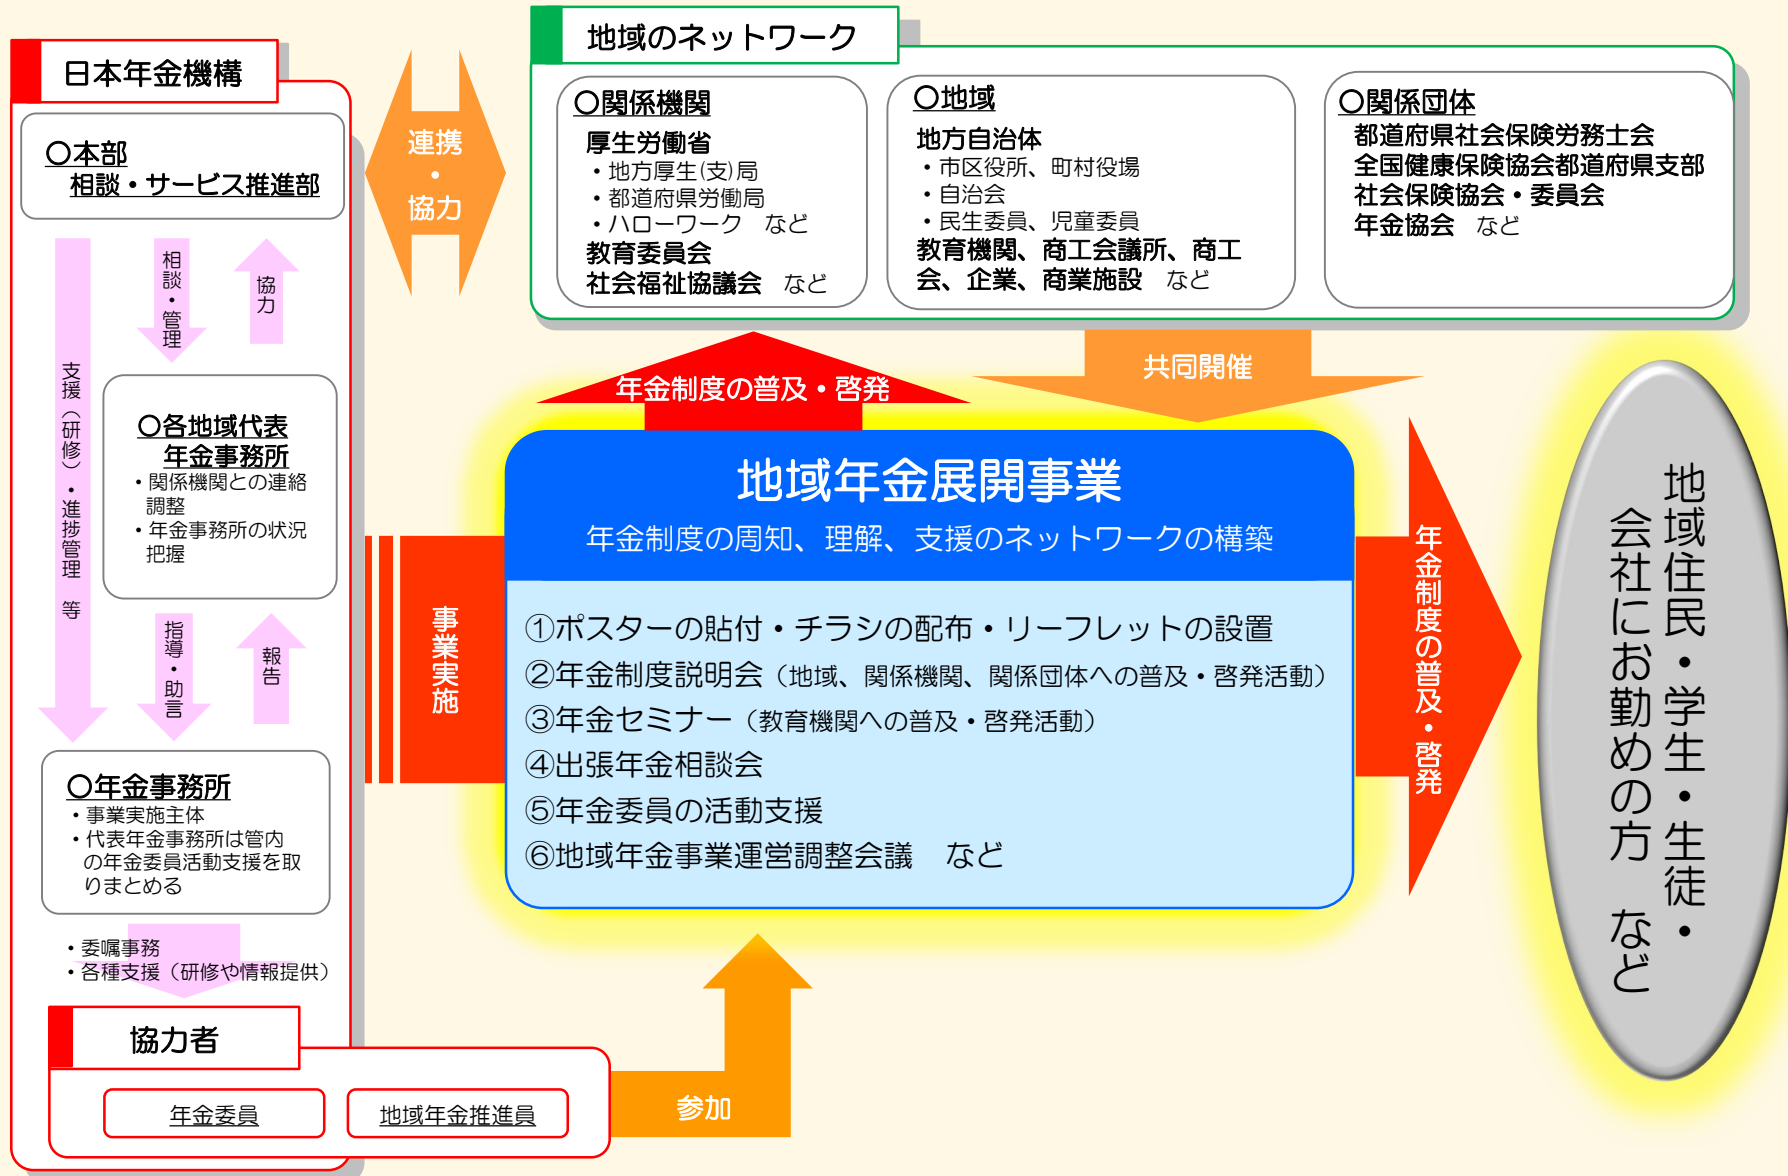 日本年金機構
〇本部
相談・サービス推進部
相談・管理
協力
支援（研修）・進捗管理　等
〇各地域代表
年金事務所
・関係機関との連絡
調整
・年金事務所の状況
把握
指導・助言
報告
〇年金事務所
・事業実施主体
・代表年金事務所は管内
の年金委員活動支援を取
りまとめる
・委嘱事務
・各種支援（研修や情報提供）
協力者
年金委員
地域年金推進員
連携
・
協力
地域のネットワーク
〇関係機関
厚生労働省
・地方厚生(支)局
・都道府県労働局
・ハローワーク　など
教育委員会
社会福祉協議会　など
〇地域
地方自治体
・市区役所、町村役場
・自治会
・民生委員、児童委員
教育機関、商工会議所、商工
会、企業、商業施設　など
〇関係団体
都道府県社会保険労務士会
全国健康保険協会都道府県支部
社会保険協会・委員会
年金協会　など
年金制度の普及・啓発
共同開催
事業実施
地域年金展開事業
年金制度の周知、理解、支援のネットワークの構築
①ポスターの貼付・チラシの配布・リーフレットの設置
②年金制度説明会（地域、関係機関、関係団体への普及・啓発活動）
③年金セミナー（教育機関への普及・啓発活動）
④出張年金相談会
⑤年金委員の活動支援
⑥地域年金事業運営調整会議　など
参加
年金制度の普及・啓発
地域住民・学生・生徒・
会社にお勤めの方　など